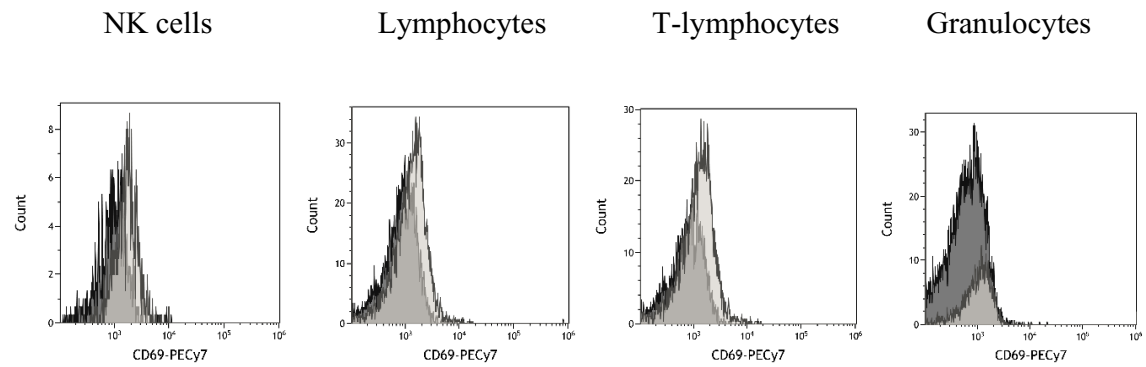 NK cells
Lymphocytes
T-lymphocytes
Granulocytes
Count
8
6
4
2
0
10³ 10⁴ 10⁵ 10⁶
CD69-PECy7
Count
30
20
10
0
10³ 10⁴ 10⁵ 10⁶
CD69-PECy7
Count
30
20
10
0
10³ 10⁴ 10⁵ 10⁶
CD69-PECy7
Count
30
20
10
0
10³ 10⁴ 10⁵ 10⁶
CD69-PECy7